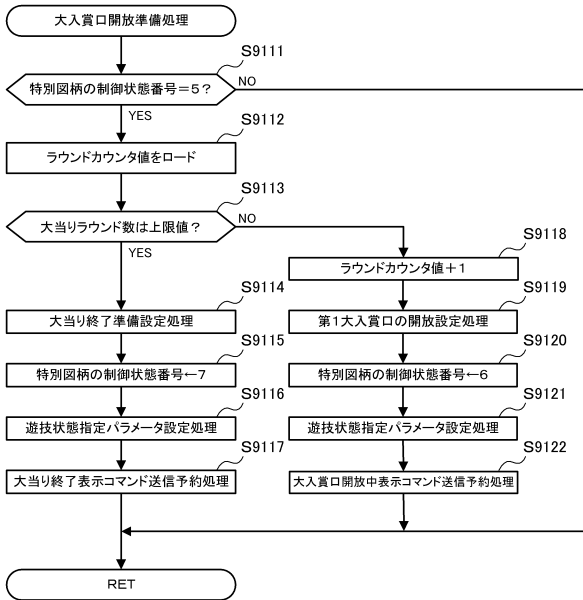 大入賞口開放準備処理
S9111
特別図柄の制御状態番号=5?
NO
YES
S9112
ラウンドカウンタ値をロード
S9113
大当りラウンド数は上限値?
NO
YES
S9118
ラウンドカウンタ値+1
S9114
大当り終了準備設定処理
S9119
第1大入賞口の開放設定処理
S9115
特別図柄の制御状態番号←7
S9120
特別図柄の制御状態番号←6
S9116
遊技状態指定パラメータ設定処理
S9121
遊技状態指定パラメータ設定処理
S9117
大当り終了表示コマンド送信予約処理
S9122
大入賞口開放中表示コマンド送信予約処理
RET